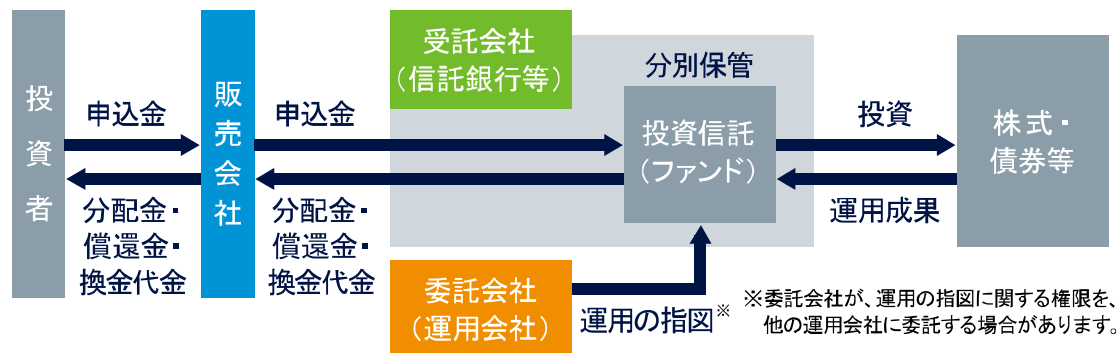 投資者
申込金
分配金・
償還金・
換金代金
販売会社
申込金
分配金・
償還金・
換金代金
受託会社
（信託銀行等）
分別保管
投資信託
（ファンド）
委託会社
（運用会社）
運用の指図※
投資
運用成果
株式・
債券等
※委託会社が、運用の指図に関する権限を、
他の運用会社に委託する場合があります。